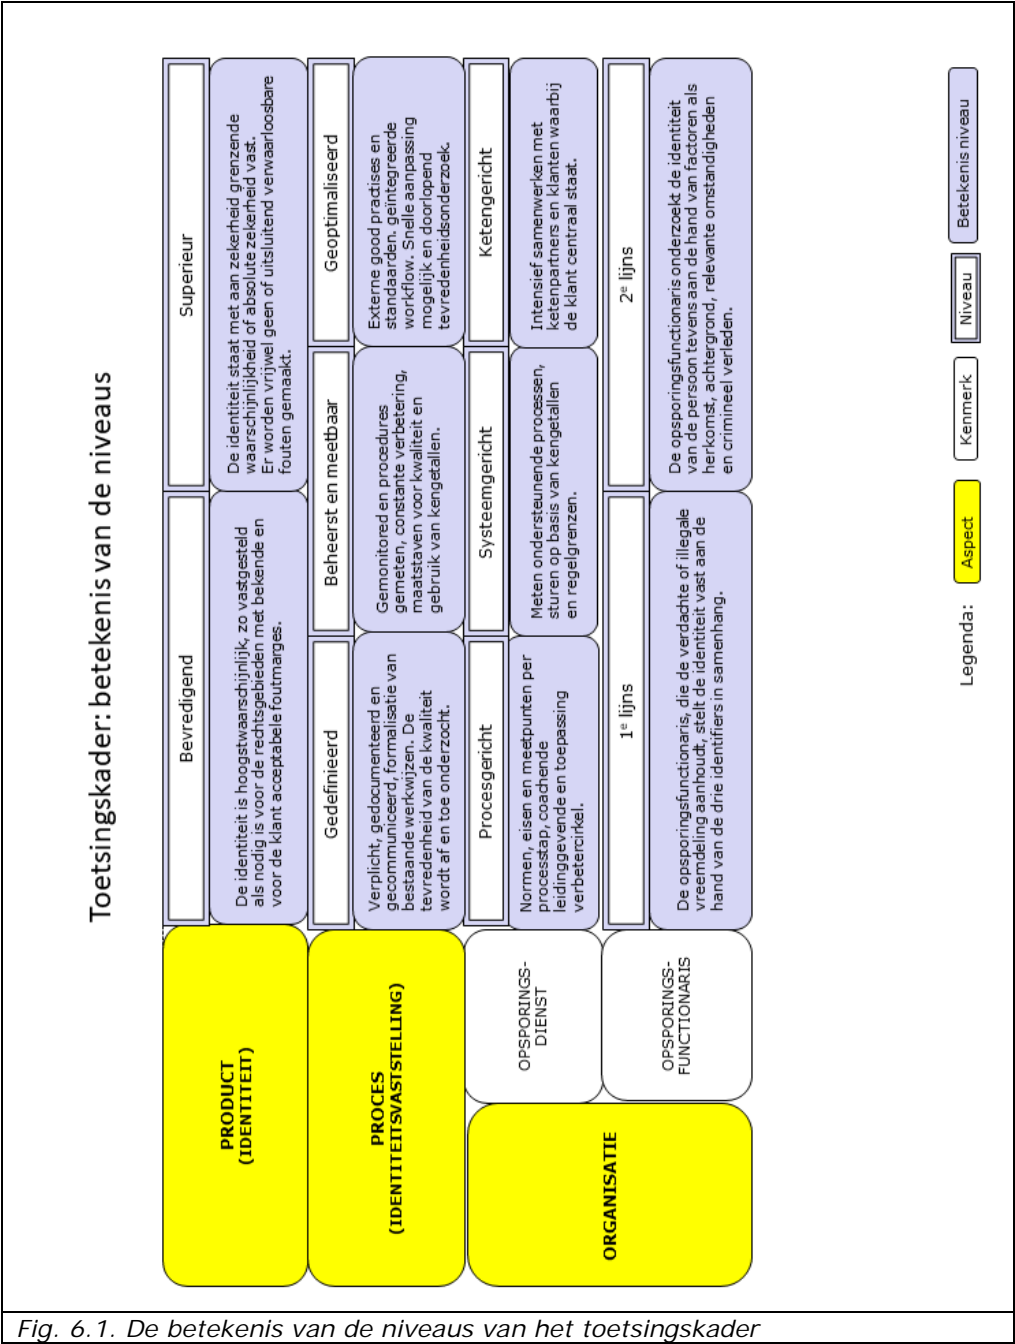 Toetsingskader: betekenis van de niveaus
PRODUCT
(IDENTITEIT)
Bevredigend
De identiteit is hoogstwaarschijnlijk, zo vastgesteld
als nodig is voor de rechtsgebieden met bekende en
voor de klant acceptabele foutmarges.
Superieur
De identiteit staat met aan zekerheid grenzende
waarschijnlijkheid of absolute zekerheid vast.
Er worden vrijwel geen of uitsluitend verwaarloosbare
fouten gemaakt.
PROCES
(IDENTITEITSVASTSTELLING)
Gedefinieerd
Verplicht, gedocumenteerd en
gecommuniceerd, formalisatie van
bestaande werkwijzen. De
tevredenheid van de kwaliteit
wordt af en toe onderzocht.
Beheerst en meetbaar
Gemonitored en procedures
gemeten, constante verbetering,
maatstaven voor kwaliteit en
gebruik van kengetallen.
Geoptimaliseerd
Externe good practises en
standaarden. geïntegreerde
workflow. Snelle aanpassing
mogelijk en doorlopend
tevredenheidsonderzoek.
ORGANISATIE
OPSPORINGS-
DIENST
Procesgericht
Normen, eisen en meetpunten per
processtap, coachende
leidinggevende en toepassing
verbetercirkel.
Systeemgericht
Meten ondersteunende processen,
sturen op basis van kengetallen
en regelgrenzen.
Ketengericht
Intensief samenwerken met
ketenpartners en klanten waarbij
de klant centraal staat.
OPSPORINGS-
FUNCTIONARIS
1e lijns
De opsporingsfunctionaris, die de verdachte of illegale
vreemdeling aanhoudt, stelt de identiteit vast aan de
hand van de drie identifiers in samenhang.
2e lijns
De opsporingsfunctionaris onderzoekt de identiteit
van de persoon tevens aan de hand van factoren als
herkomst, achtergrond, relevante omstandigheden
en crimineel verleden.
Legenda:
Aspect
Kenmerk
Niveau
Betekenis niveau
Fig. 6.1. De betekenis van de niveaus van het toetsingskader